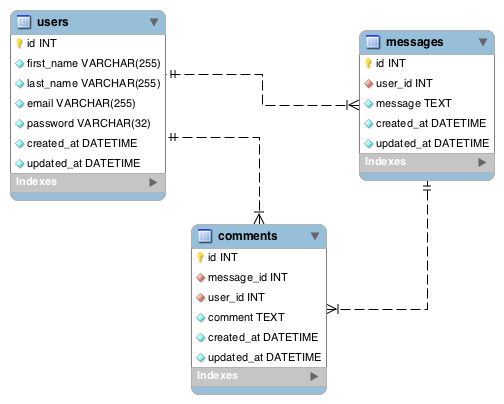 users
id INT
first_name VARCHAR(255)
last_name VARCHAR(255)
email VARCHAR(255)
password VARCHAR(32)
created_at DATETIME
updated_at DATETIME
Indexes
messages
id INT
user_id INT
message TEXT
created_at DATETIME
updated_at DATETIME
Indexes
comments
id INT
message_id INT
user_id INT
comment TEXT
created_at DATETIME
updated_at DATETIME
Indexes